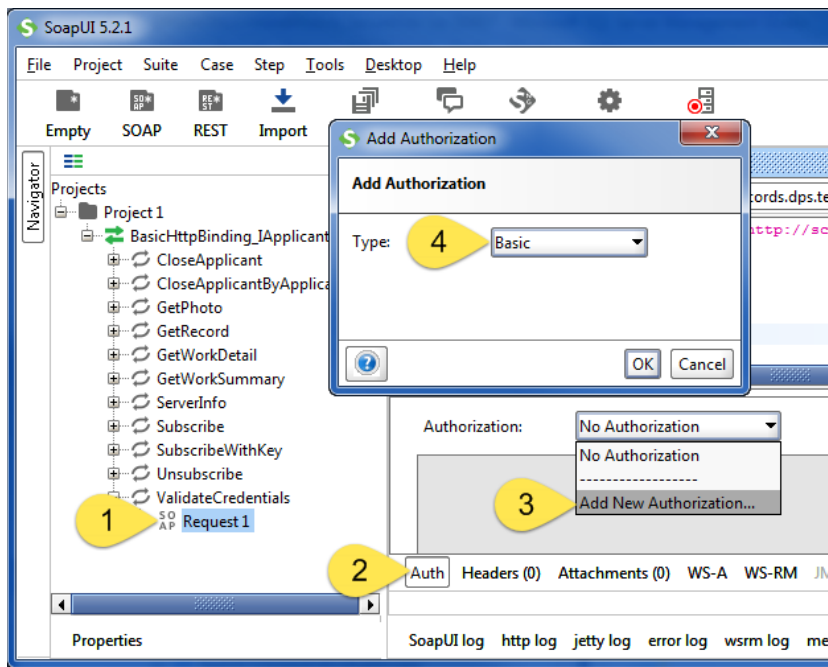 SoapUI 5.2.1
File Project Suite Case Step Tools Desktop Help
Empty SOAP REST Import
Navigator
Projects
Project 1
BasicHttpBinding_IApplicant
CloseApplicant
CloseApplicantByApplica
GetPhoto
GetRecord
GetWorkDetail
GetWorkSummary
ServerInfo
Subscribe
SubscribeWithKey
Unsubscribe
ValidateCredentials
1 SOAP Request 1
Properties
Add Authorization
Add Authorization
Type: 4 Basic
OK Cancel
cords.dps.te
http://sc
Authorization: No Authorization
No Authorization
------------------
3 Add New Authorization...
2 Auth Headers (0) Attachments (0) WS-A WS-RM JM
SoapUI log http log jetty log error log wsrm log me